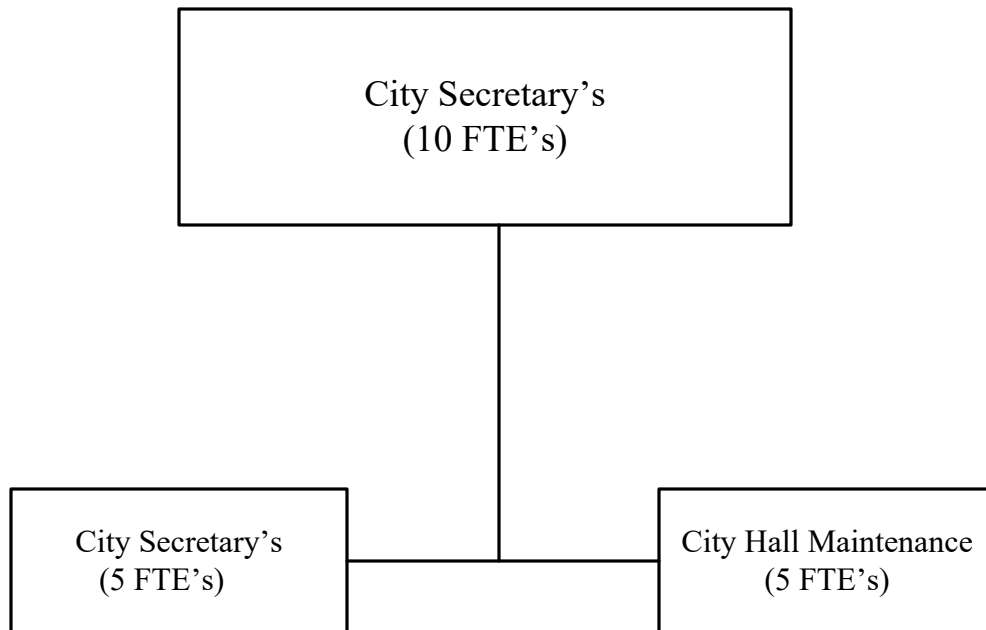 City Secretary’s
(10 FTE’s)
City Secretary’s
(5 FTE’s)
City Hall Maintenance
(5 FTE’s)